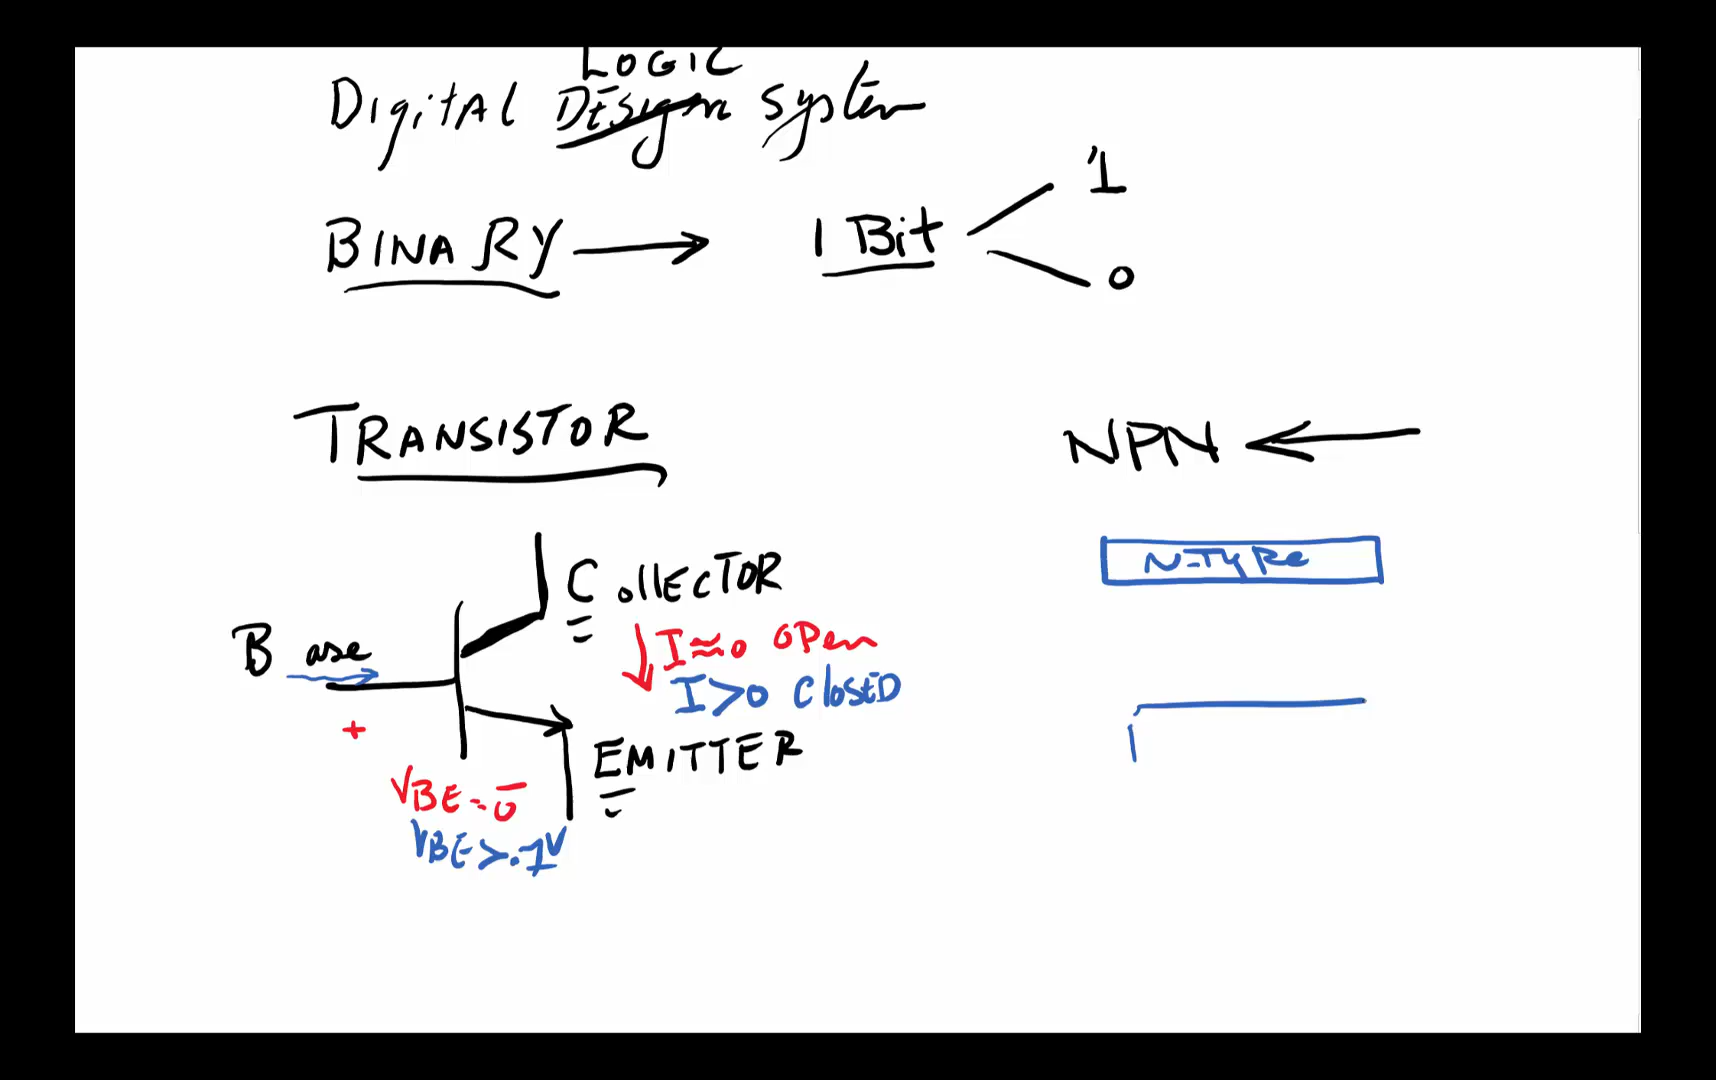 LOGIC
Digital Design System
BINARY → 1 Bit
1
0
TRANSISTOR
NPN ←
COllECTOR
N-TYPe
Base
I≈0 OPen
I>0 ClosED
+
EMITTER
VBE=0
VBE>.7V